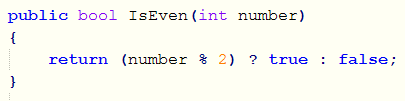 public bool IsEven(int number)
{
    return (number % 2) ? true : false;
}